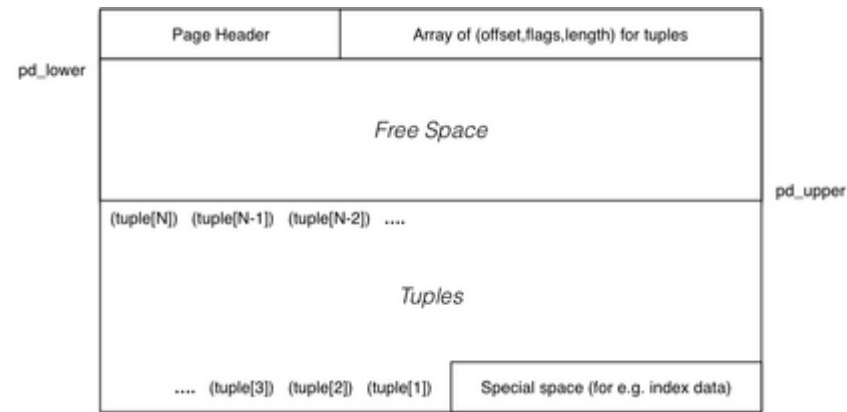 Page Header
Array of (offset,flags,length) for tuples
pd_lower
Free Space
pd_upper
(tuple[N]) (tuple[N-1]) (tuple[N-2]) ....
Tuples
.... (tuple[3]) (tuple[2]) (tuple[1])
Special space (for e.g. index data)